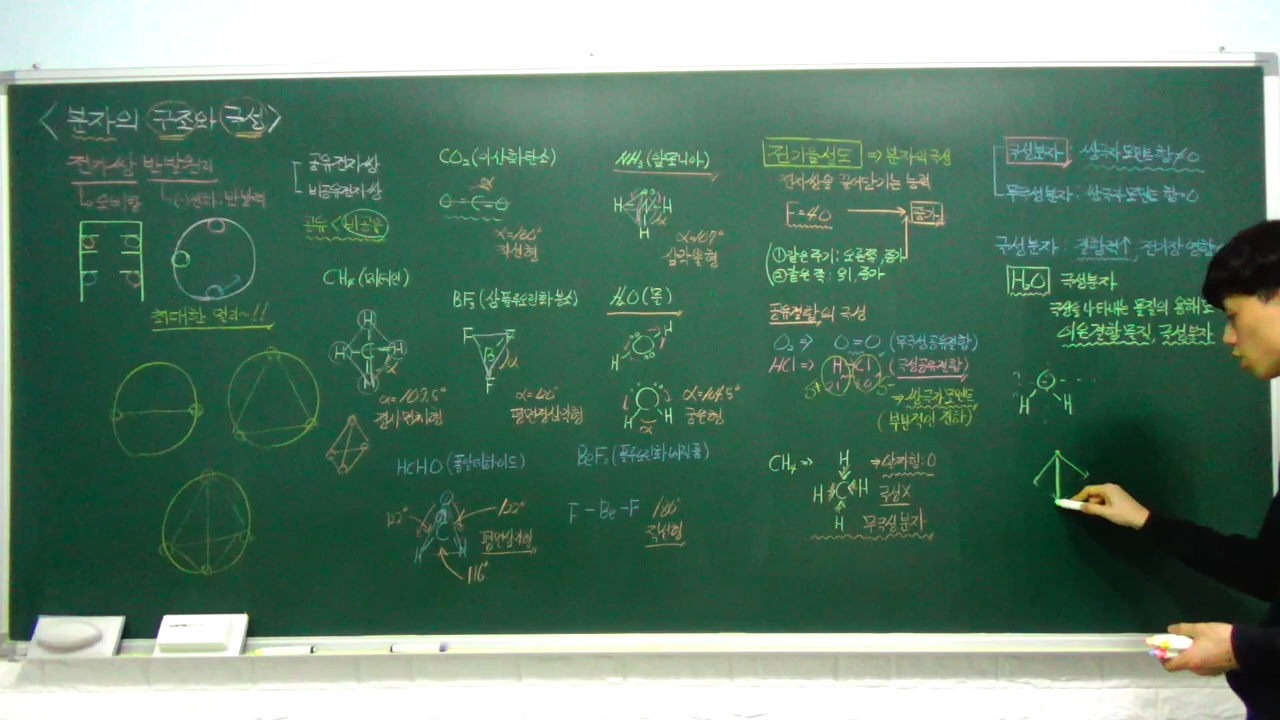 <분자의 구조와 극성>
전자쌍 반발원리
공유전자쌍
비공유전자쌍
공유 < 비공유
최대한 멀리~!!
CH₄ (메테인)
H
H C H
H
α
α=109.5°
정사면체형
CO₂ (이산화탄소)
α
O=C=O
α=180°
직선형
BF₃ (삼플루오린화 붕소)
F F
B
F
α
α=120°
평면정삼각형
HCHO (폼알데하이드)
O
C
H H
122° 122°
116°
평면삼각형
NH₃ (암모니아)
H N H
H
α
α=107°
삼각뿔형
H₂O (물)
H
H
O
H H
α
α=104.5°
굽은형
BeF₂ (플루오린화 베릴륨)
F-Be-F
180°
직선형
전기음성도 => 분자의 극성
전자쌍을 끌어당기는 능력
F=4.0 → 증가
①같은 주기: 오른쪽, 증가
②같은 족: 위, 증가
공유결합의 극성
O₂ => O=O (무극성공유결합)
HCl => H Cl (극성공유결합)
δ+ δ-
=> 쌍극자 모멘트
(부분적인 전하)
CH₄ =>
H
H C H
H
극성X
무극성분자
극성분자 : 쌍극자 모멘트 합≠0
무극성분자 : 쌍극자모멘트 합=0
극성분자 : 결합력↑, 전기장 영향
H₂O 극성분자
극성을 나타내는 물질의 용해도
이온결합물질, 극성분자
O
H H